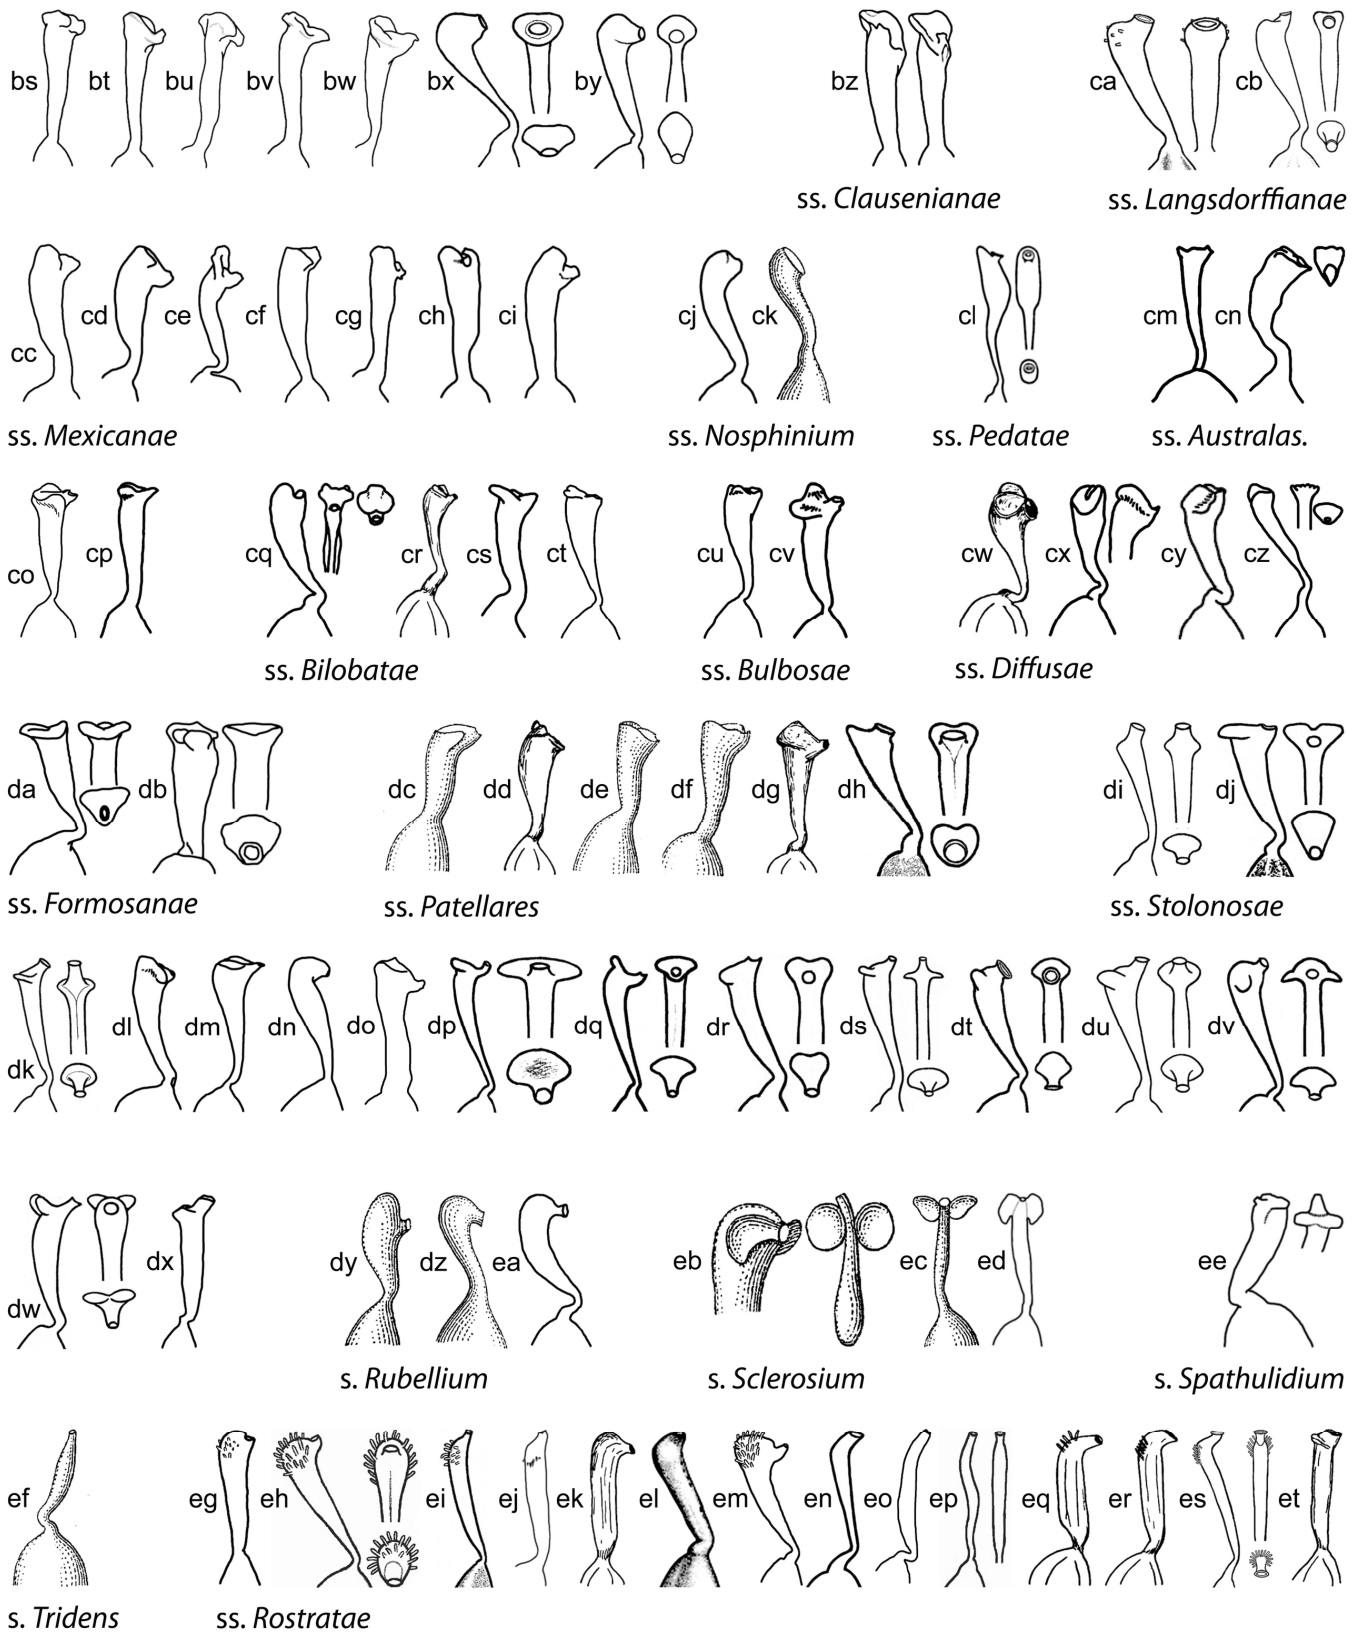 bs bt bu bv bw bx by bz ca cb
ss. Clausenianae ss. Langsdorffianae
cc cd ce cf cg ch ci cj ck cl cm cn
ss. Mexicanae ss. Nosphinium ss. Pedatae ss. Australas.
co cp cq cr cs ct cu cv cw cx cy cz
ss. Bilobatae ss. Bulbosae ss. Diffusae
da db dc dd de df dg dh di dj
ss. Formosanae ss. Patellares ss. Stolonosae
dk dl dm dn do dp dq dr ds dt du dv
dw dx dy dz ea eb ec ed ee
s. Rubellium s. Sclerosium s. Spathulidium
ef eg eh ei ej ek el em en eo ep eq er es et
s. Tridens ss. Rostratae